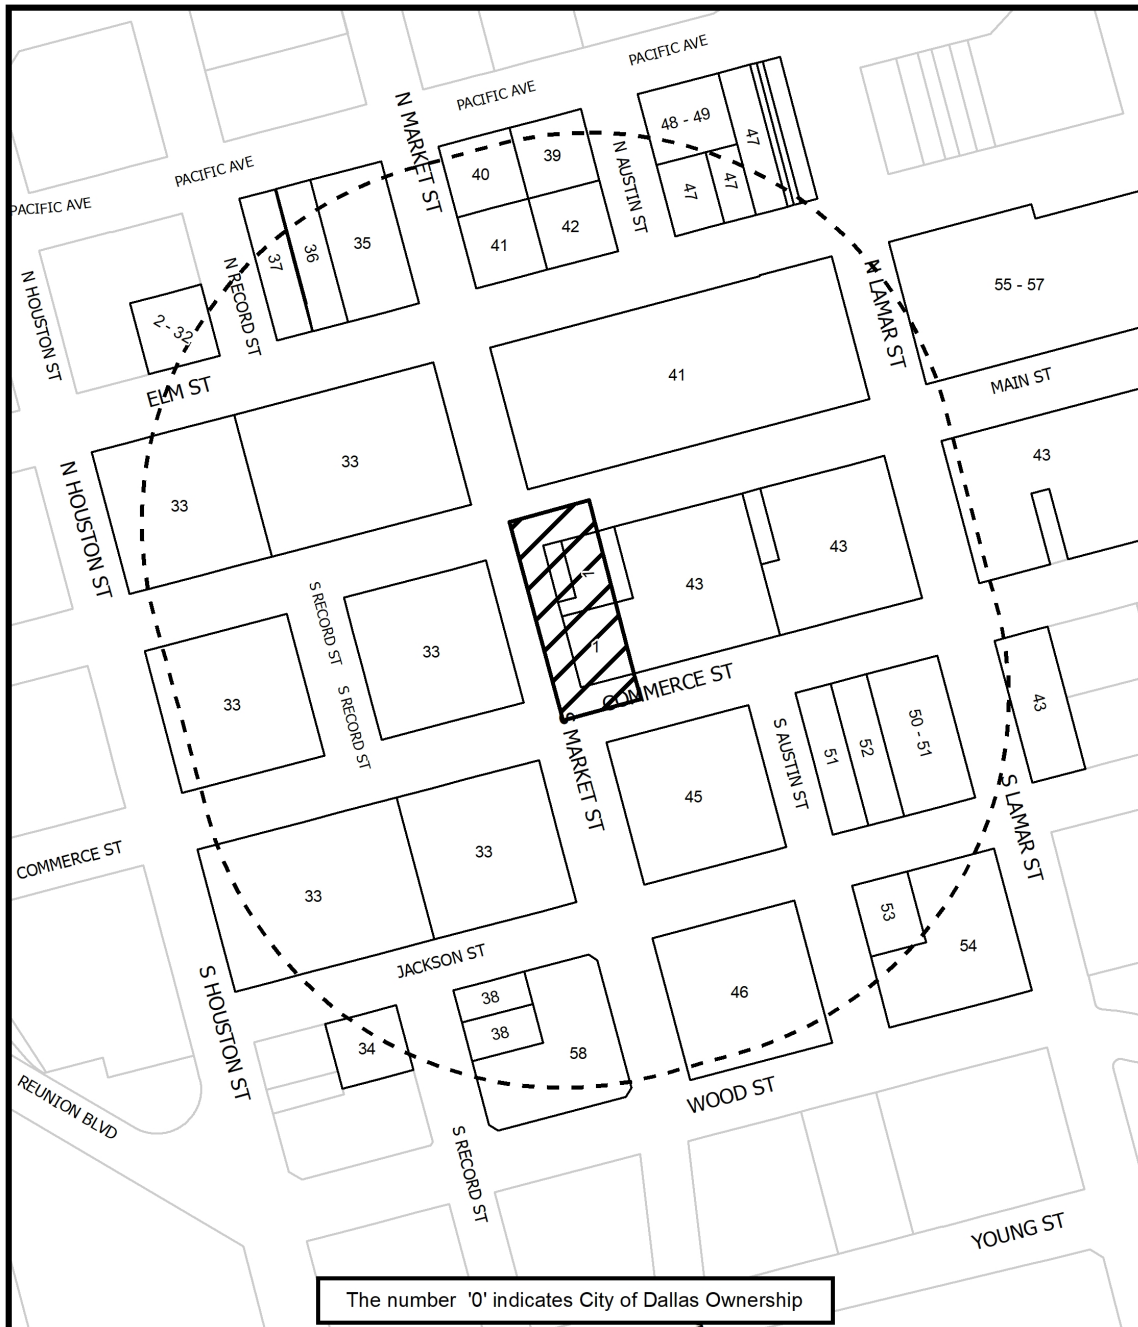 PACIFIC AVE
PACIFIC AVE
PACIFIC AVE
PACIFIC AVE
N MARKET ST
N AUSTIN ST
48 - 49
47
47
47
40
39
41
42
37
36
35
N RECORD ST
N HOUSTON ST
2 - 32
ELM ST
N LAMAR ST
55 - 57
MAIN ST
41
33
33
N HOUSTON ST
43
43
43
1
S RECORD ST
33
33
S RECORD ST
COMMERCE ST
S MARKET ST
43
S AUSTIN ST
51
52
50 - 51
45
S LAMAR ST
COMMERCE ST
33
33
53
54
JACKSON ST
S HOUSTON ST
38
38
58
46
34
WOOD ST
REUNION BLVD
S RECORD ST
YOUNG ST
The number '0' indicates City of Dallas Ownership